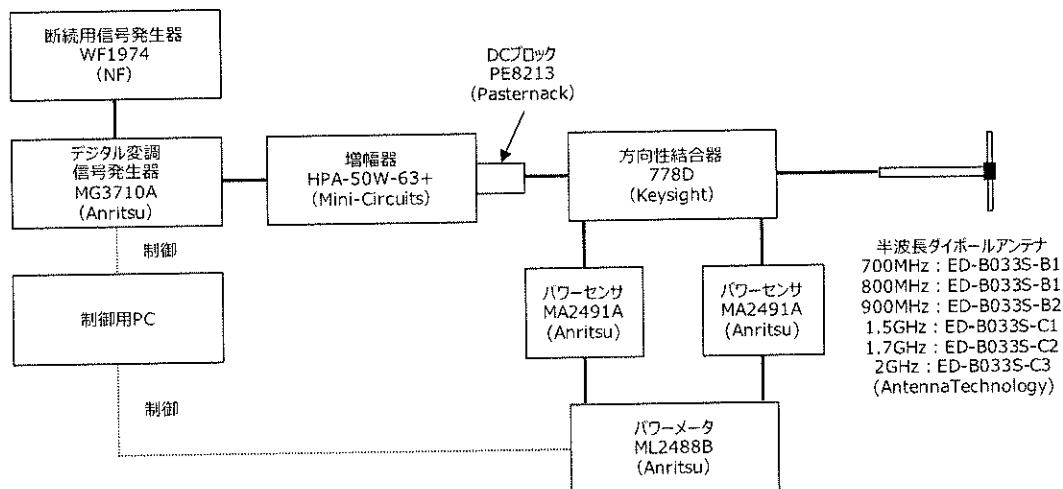 断続用信号発生器
WF1974
(NF)
DCブロック
PE8213
(Pasternack)
デジタル変調
信号発生器
MG3710A
(Anritsu)
増幅器
HPA-50W-63+
(Mini-Circuits)
方向性結合器
778D
(Keysight)
制御
制御用PC
パワーセンサ
MA2491A
(Anritsu)
パワーセンサ
MA2491A
(Anritsu)
半波長ダイポールアンテナ
700MHz：ED-B033S-B1
800MHz：ED-B033S-B1
900MHz：ED-B033S-B2
1.5GHz：ED-B033S-C1
1.7GHz：ED-B033S-C2
2GHz：ED-B033S-C3
(AntennaTechnology)
制御
パワーメータ
ML2488B
(Anritsu)